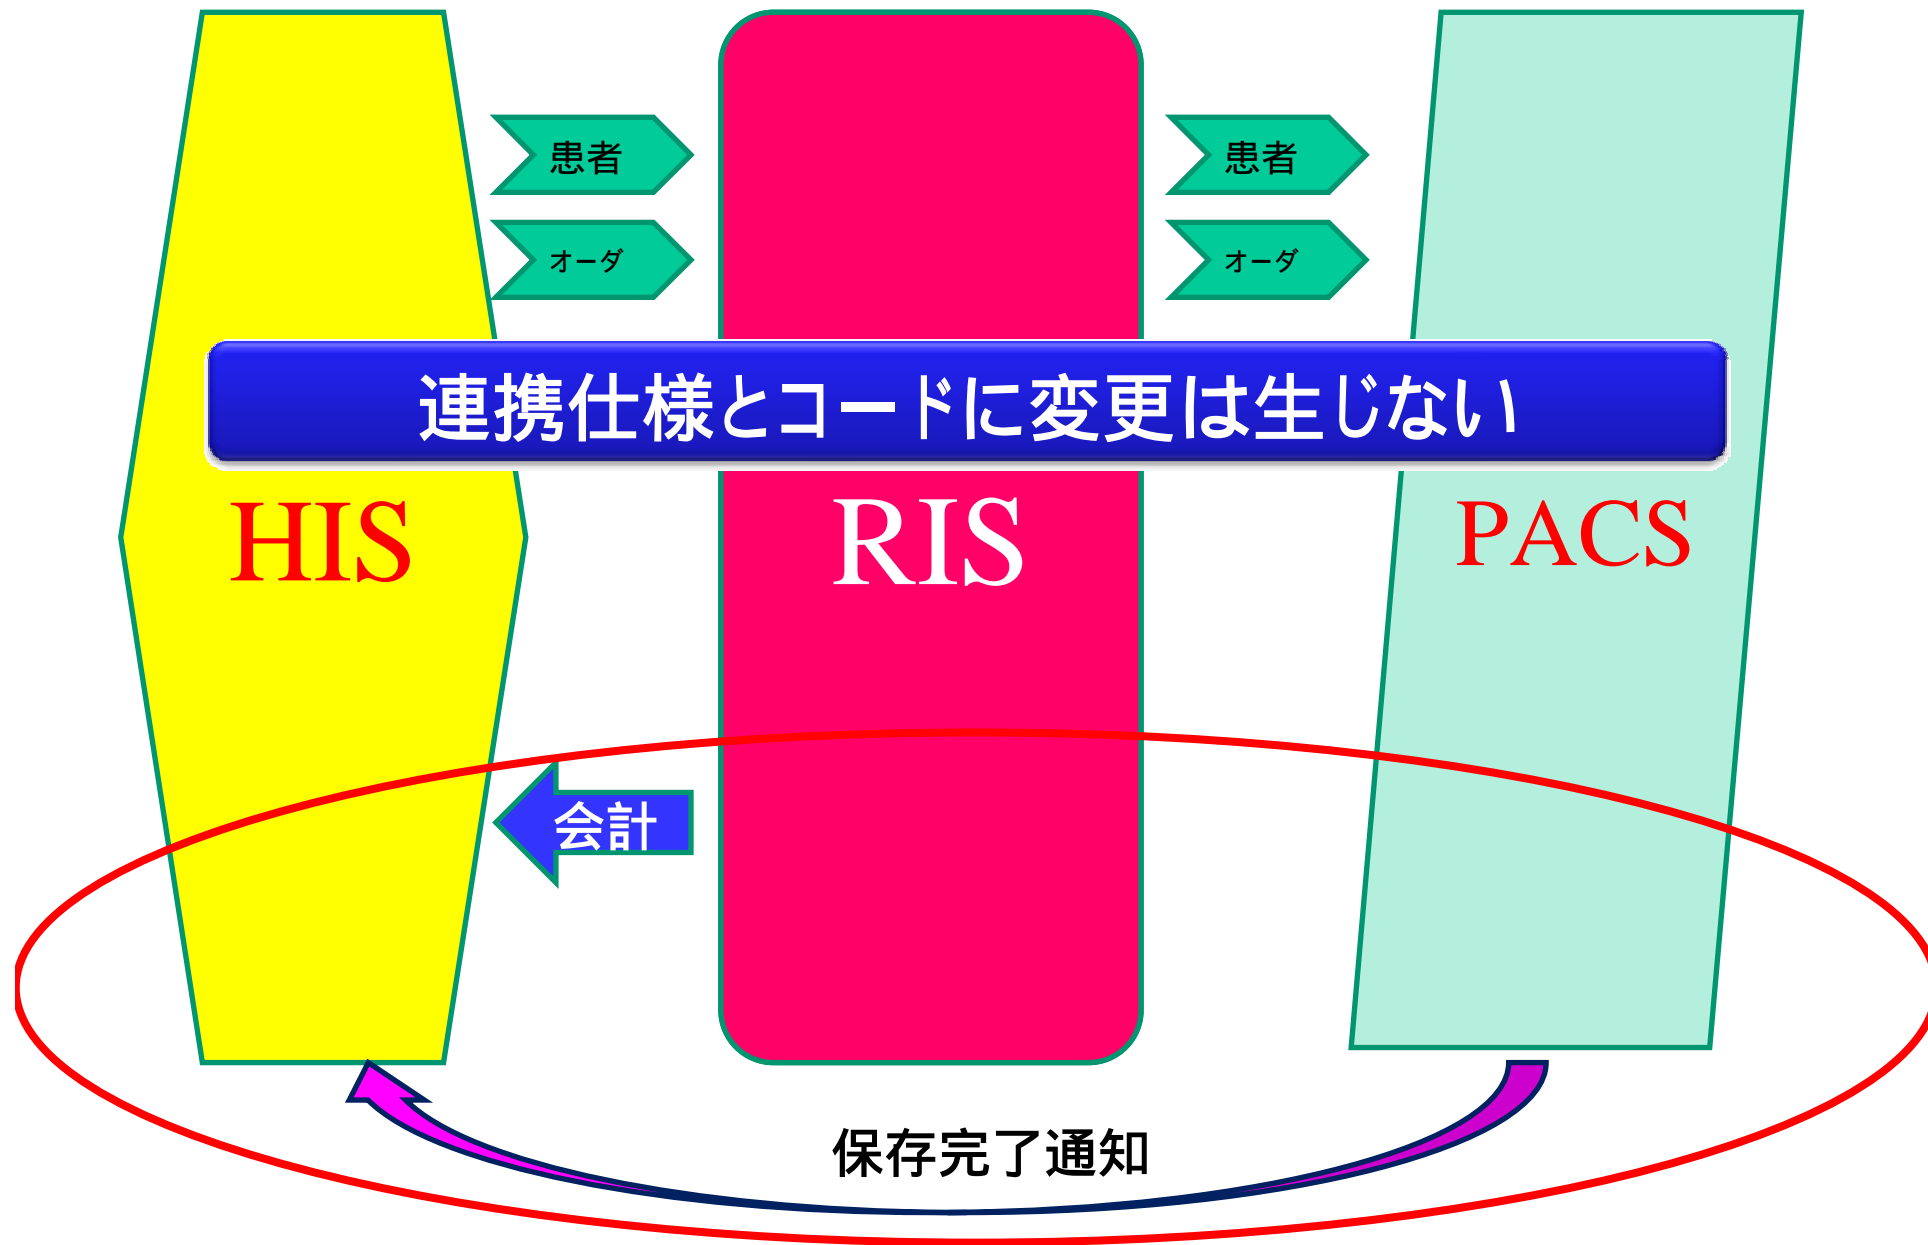 患者
患者
オーダ
オーダ
連携仕様とコードに変更は生じない
HIS
RIS
PACS
会計
保存完了通知